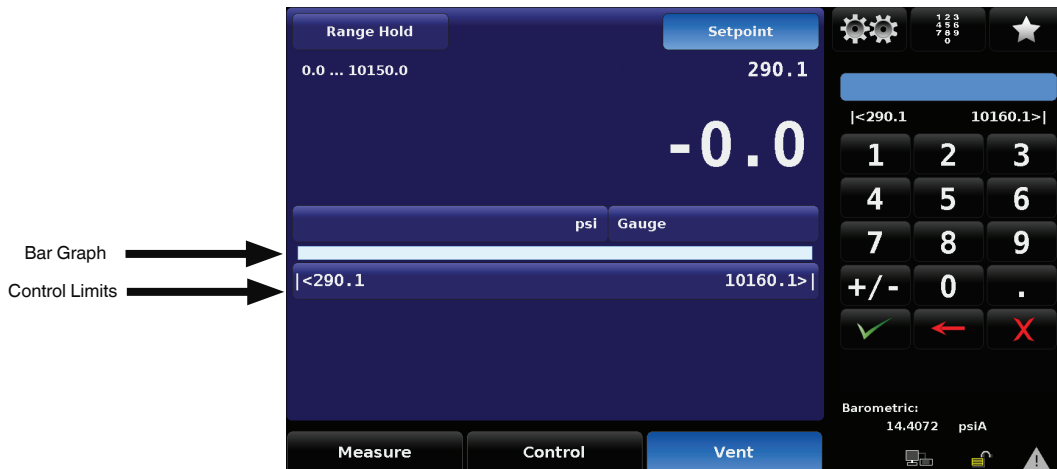 Range Hold
Setpoint
0.0 ... 10150.0
290.1
-0.0
psi
Gauge
|<290.1
10160.1>|
Bar Graph
Control Limits
Measure
Control
Vent
1 2 3
4 5 6
7 8 9
0
|<290.1
10160.1>|
1 2 3
4 5 6
7 8 9
+/- 0 .
Barometric:
14.4072 psiA